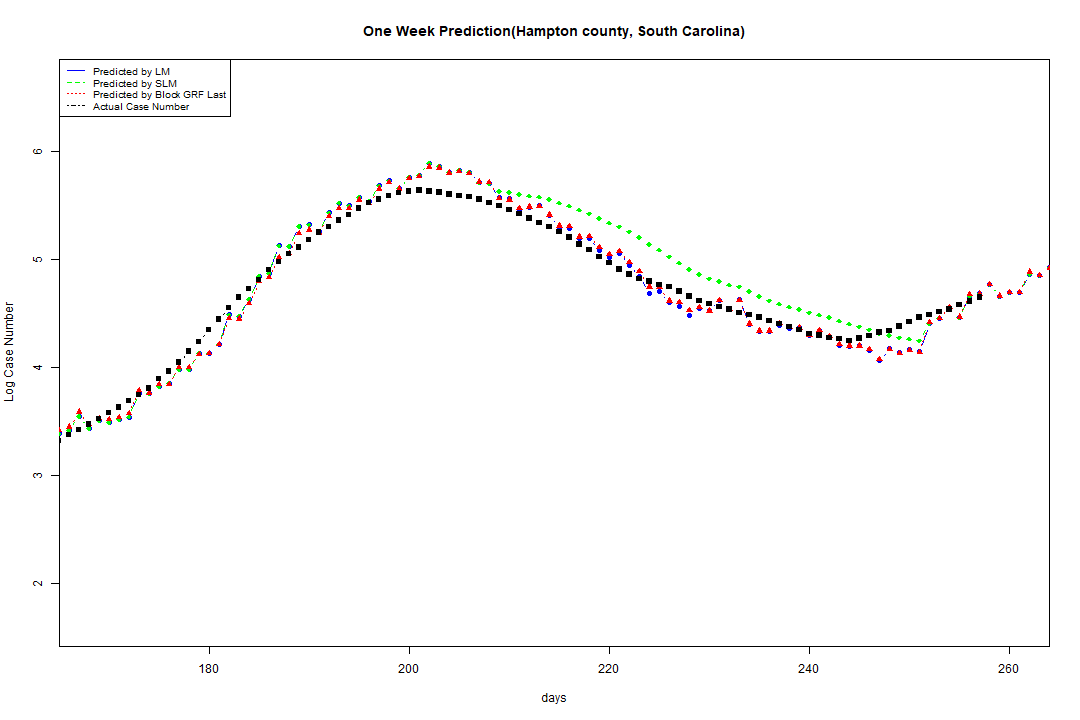 One Week Prediction(Hampton county, South Carolina)
Predicted by LM
Predicted by SLM
Predicted by Block GRF Last
Actual Case Number
6
5
4
3
2
Log Case Number
180 200 220 240 260
days